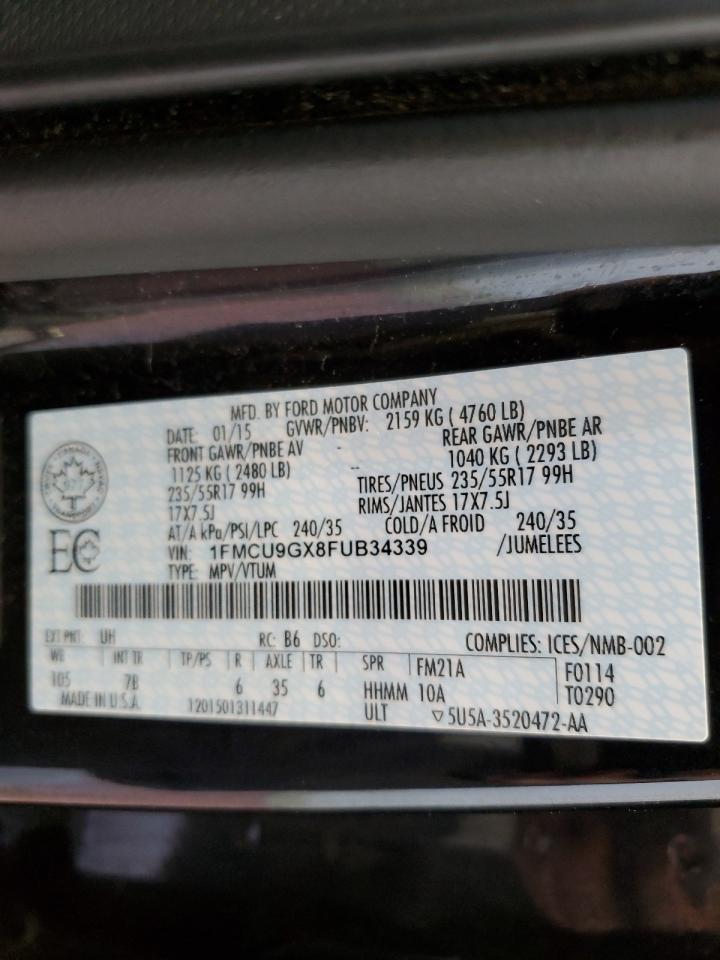 MFD. BY FORD MOTOR COMPANY
DATE: 01/15 GVWR/PNBV: 2159 KG ( 4760 LB)
FRONT GAWR/PNBE AV REAR GAWR/PNBE AR
1125 KG ( 2480 LB) 1040 KG ( 2293 LB)
235/55R17 99H TIRES/PNEUS 235/55R17 99H
17X7.5J RIMS/JANTES 17X7.5J
AT/A kPa/PSI/LPC 240/35 COLD/A FROID 240/35
VIN: 1FMCU9GX8FUB34339 /JUMELEES
TYPE: MPV/VTUM
EC
EXT PNT: UH RC: B6 DSO: COMPLIES: ICES/NMB-002
WB INT TR TP/PS R AXLE TR SPR FM21A F0114
105 7B 6 35 6 HHMM 10A T0290
MADE IN U.S.A. 1201501311447 ULT ▽5U5A-3520472-AA